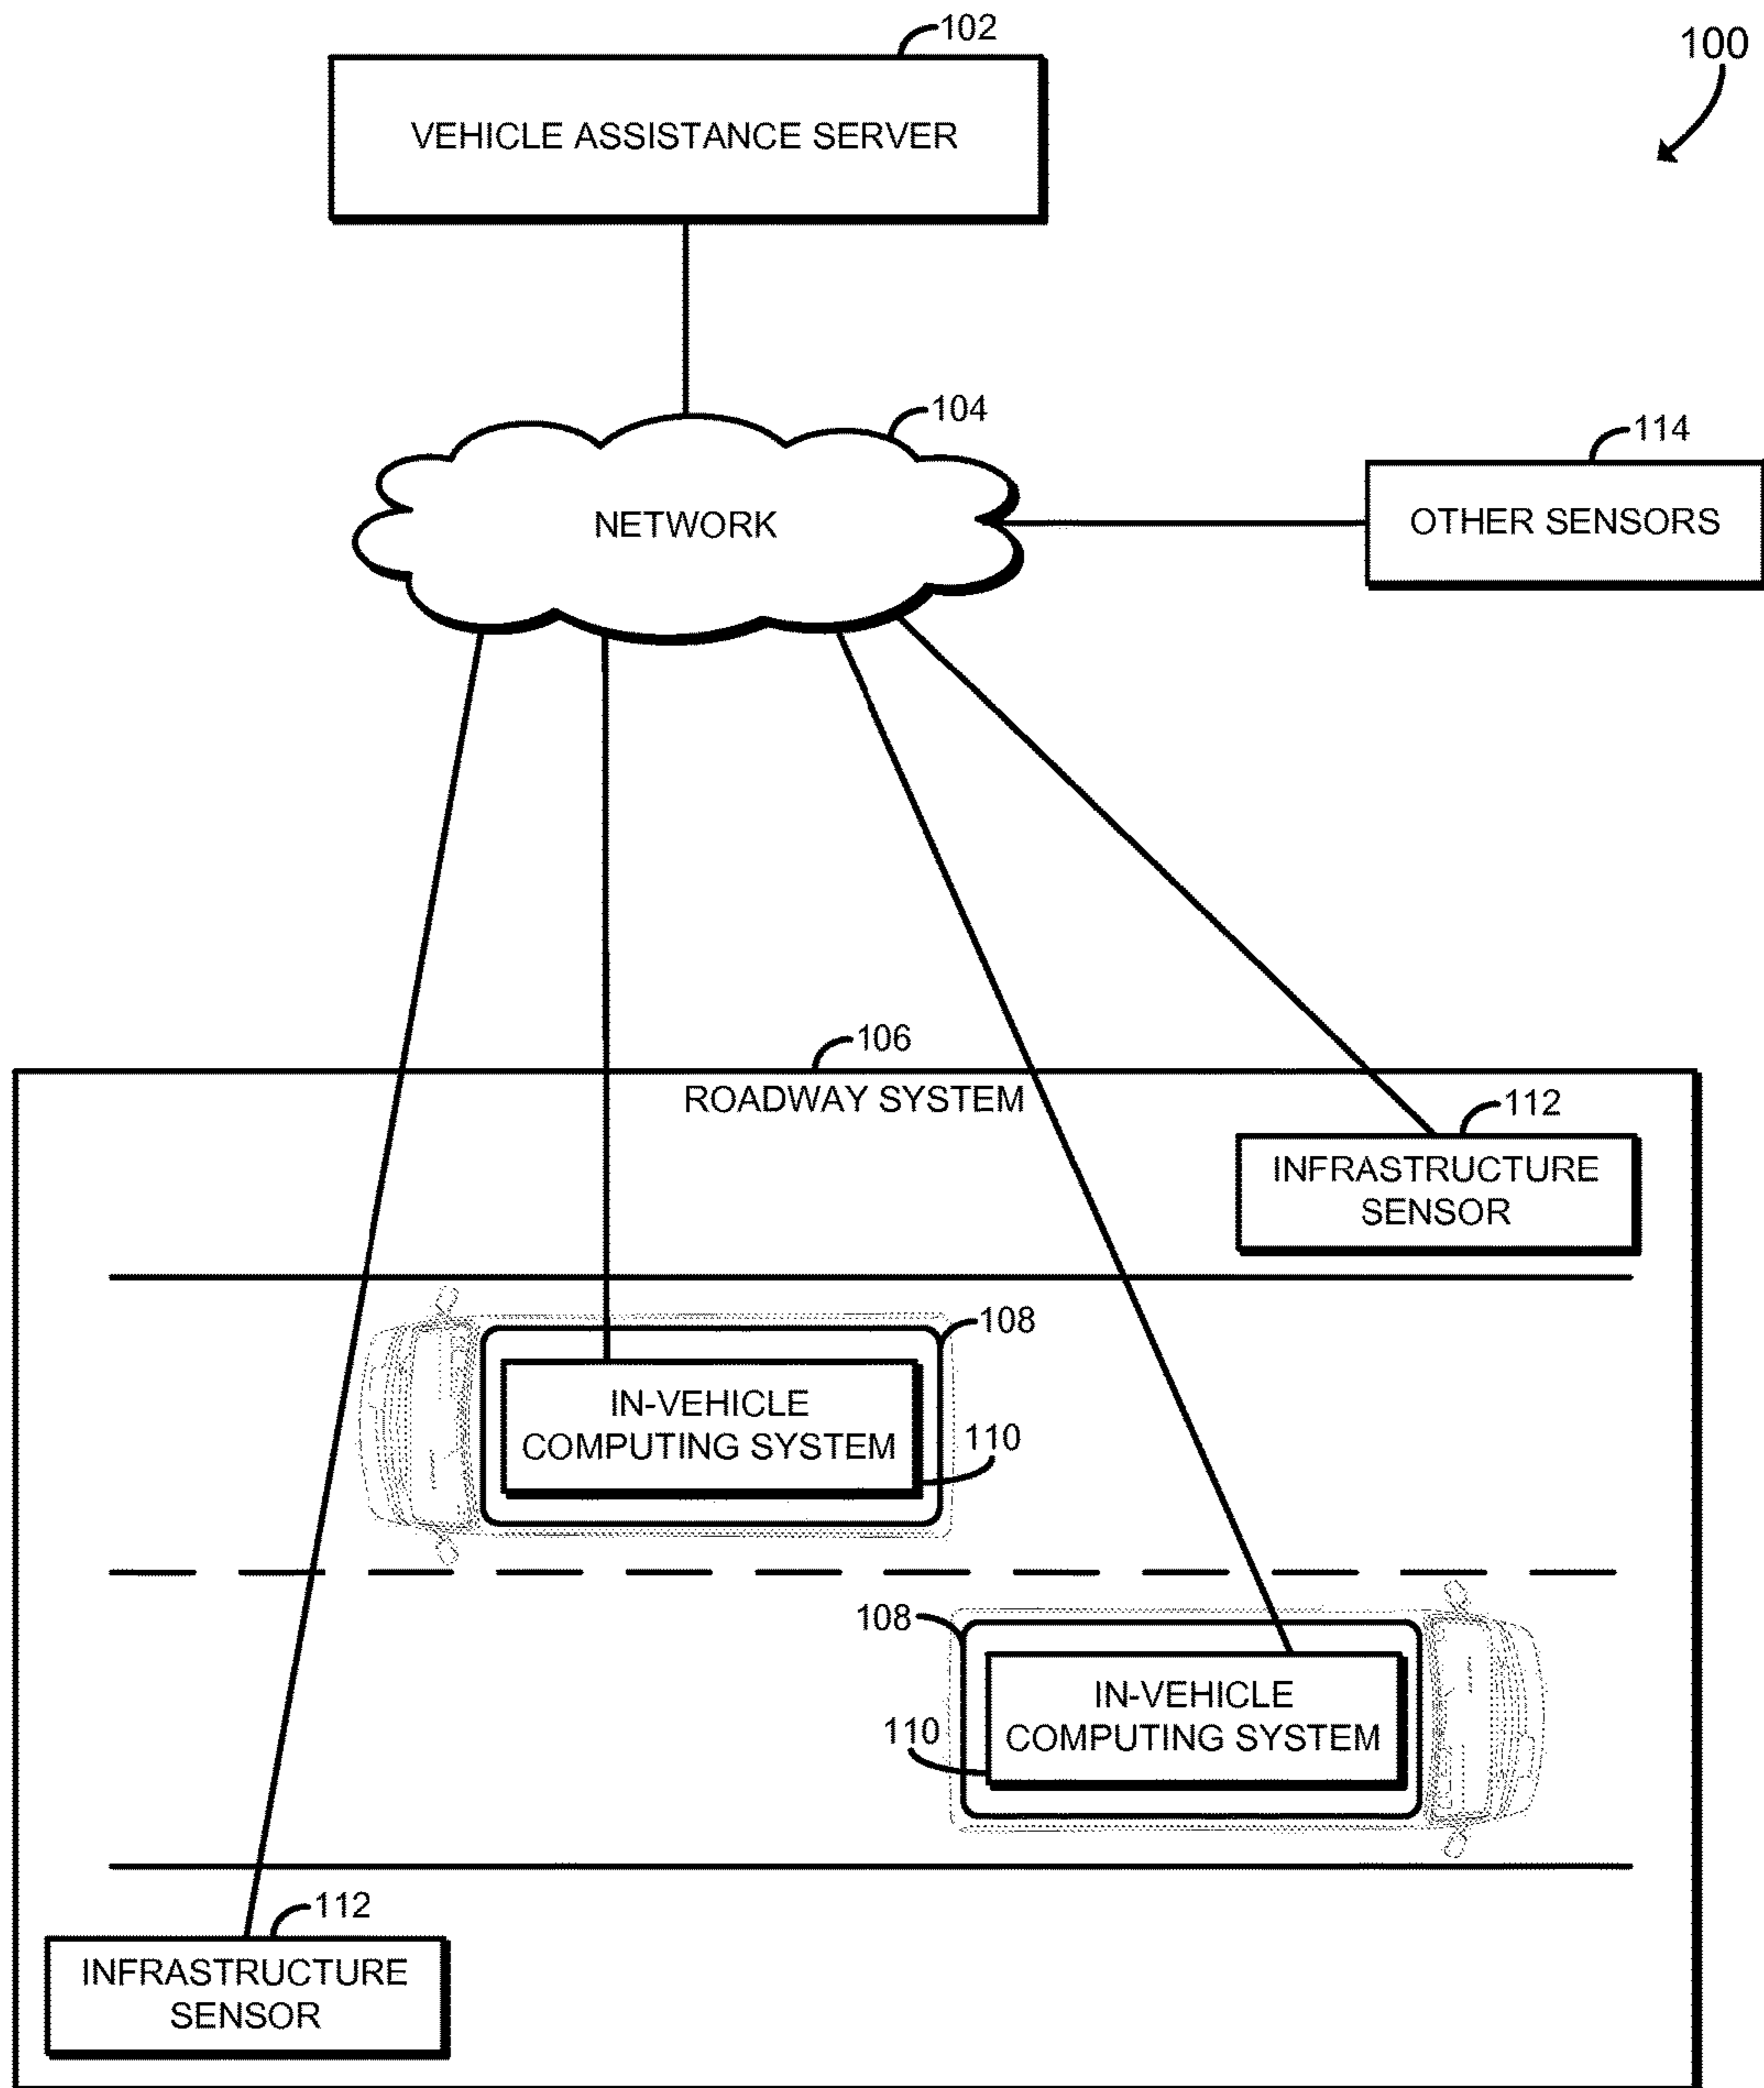 102
100
VEHICLE ASSISTANCE SERVER
104
114
NETWORK
OTHER SENSORS
106
ROADWAY SYSTEM
112
INFRASTRUCTURE
SENSOR
108
IN-VEHICLE
COMPUTING SYSTEM
110
108
IN-VEHICLE
COMPUTING SYSTEM
110
112
INFRASTRUCTURE
SENSOR